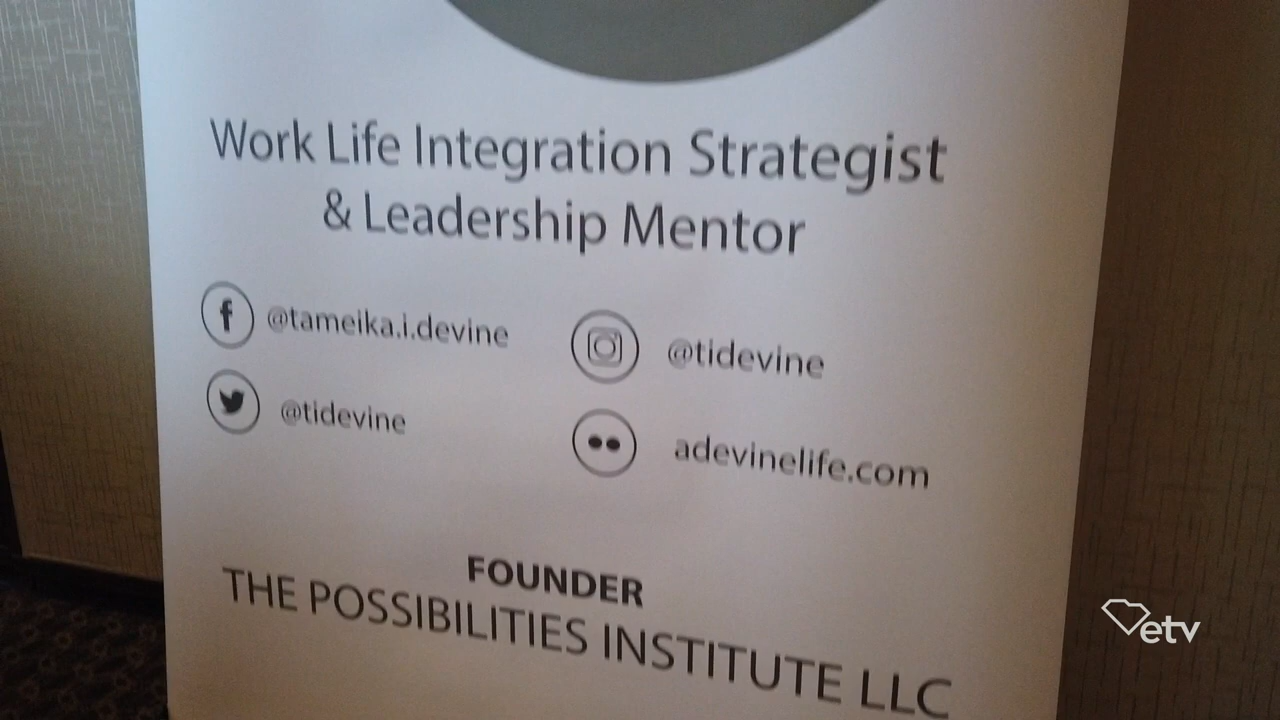 Work Life Integration Strategist
& Leadership Mentor
f @tameika.i.devine
@tidevine
@tidevine
adevinelife.com
FOUNDER
THE POSSIBILITIES INSTITUTE LLC
etv